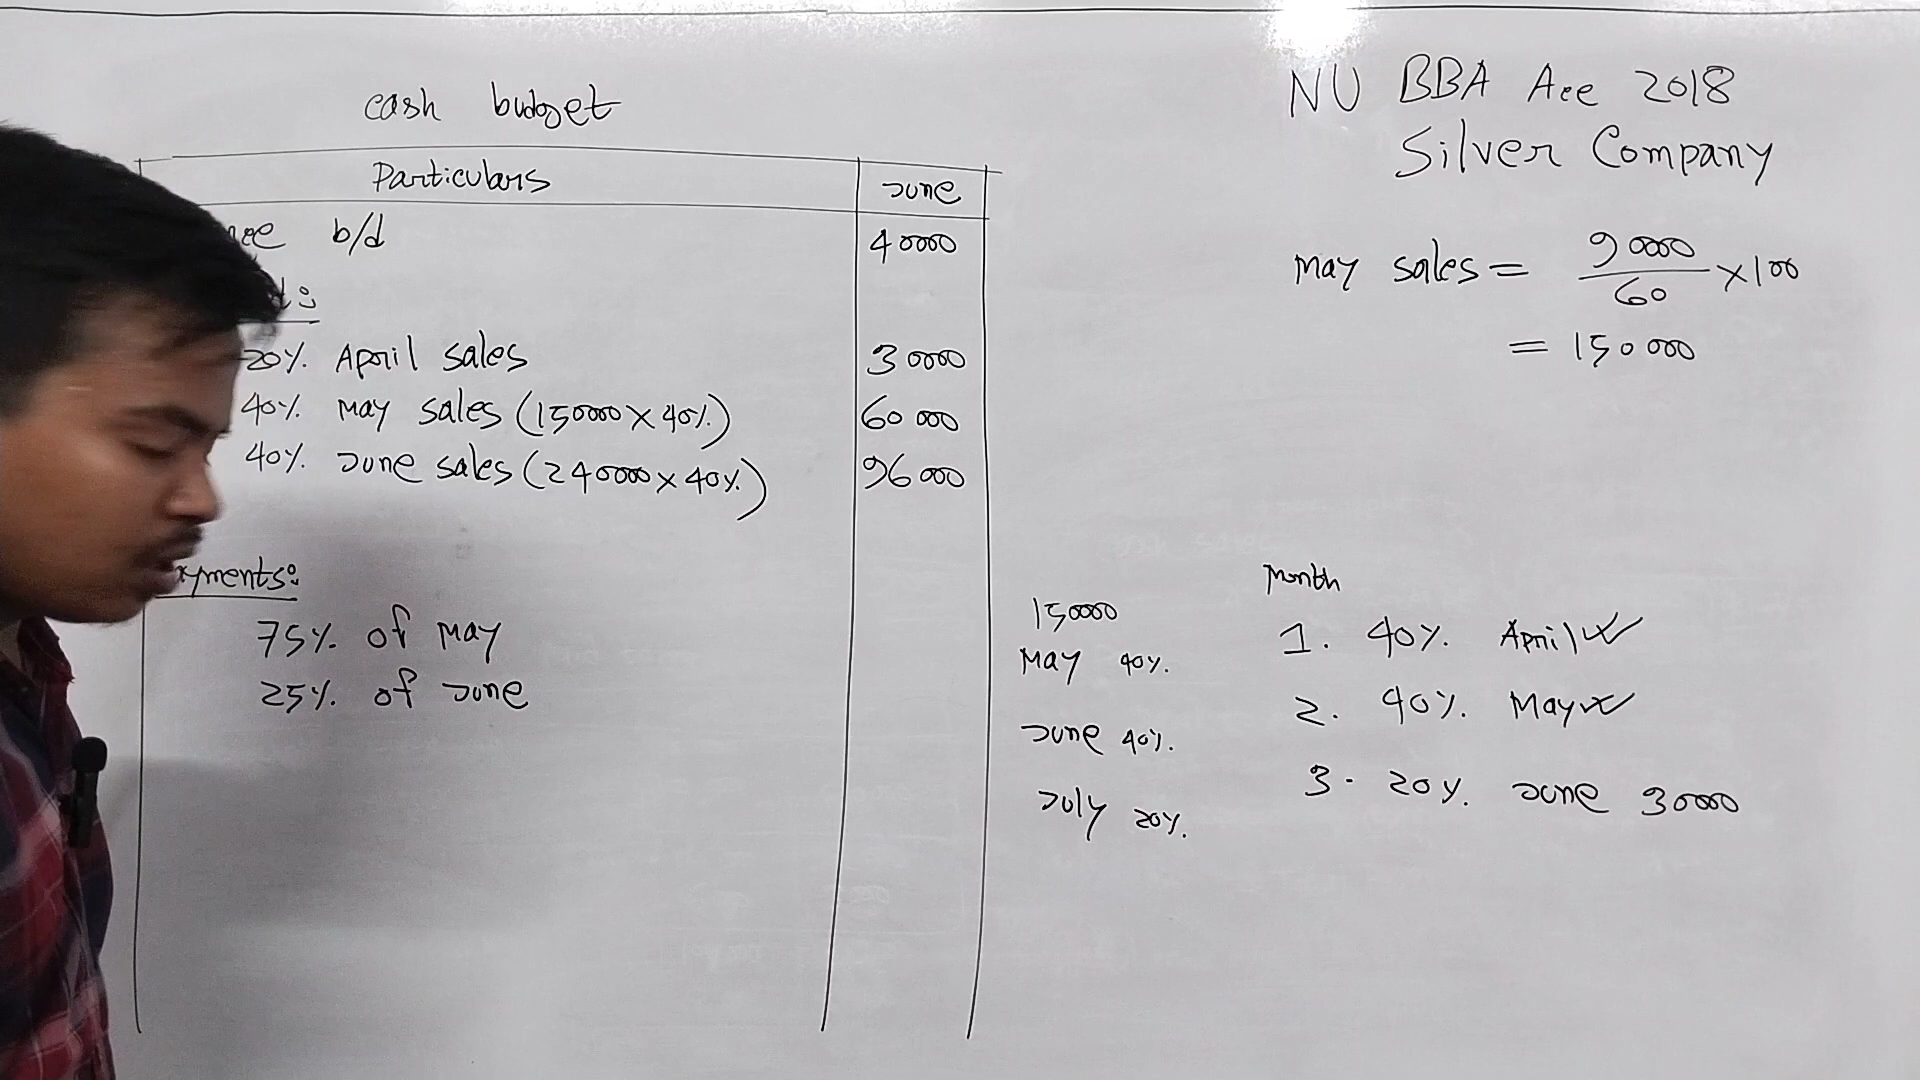 cash budget
Particulars June
b/d 40000
20% April sales 30000
40% May sales (150000 × 40%) 60000
40% June sales (240000 × 40%) 96000
yments:
75% of May
25% of June
NU BBA Acc 2018
Silver Company
May sales = 90000/60 × 100
= 150000
150000
May 40%.
June 40%.
July 20%.
Month
1. 40%. April
2. 40%. May
3. 20%. June 30000